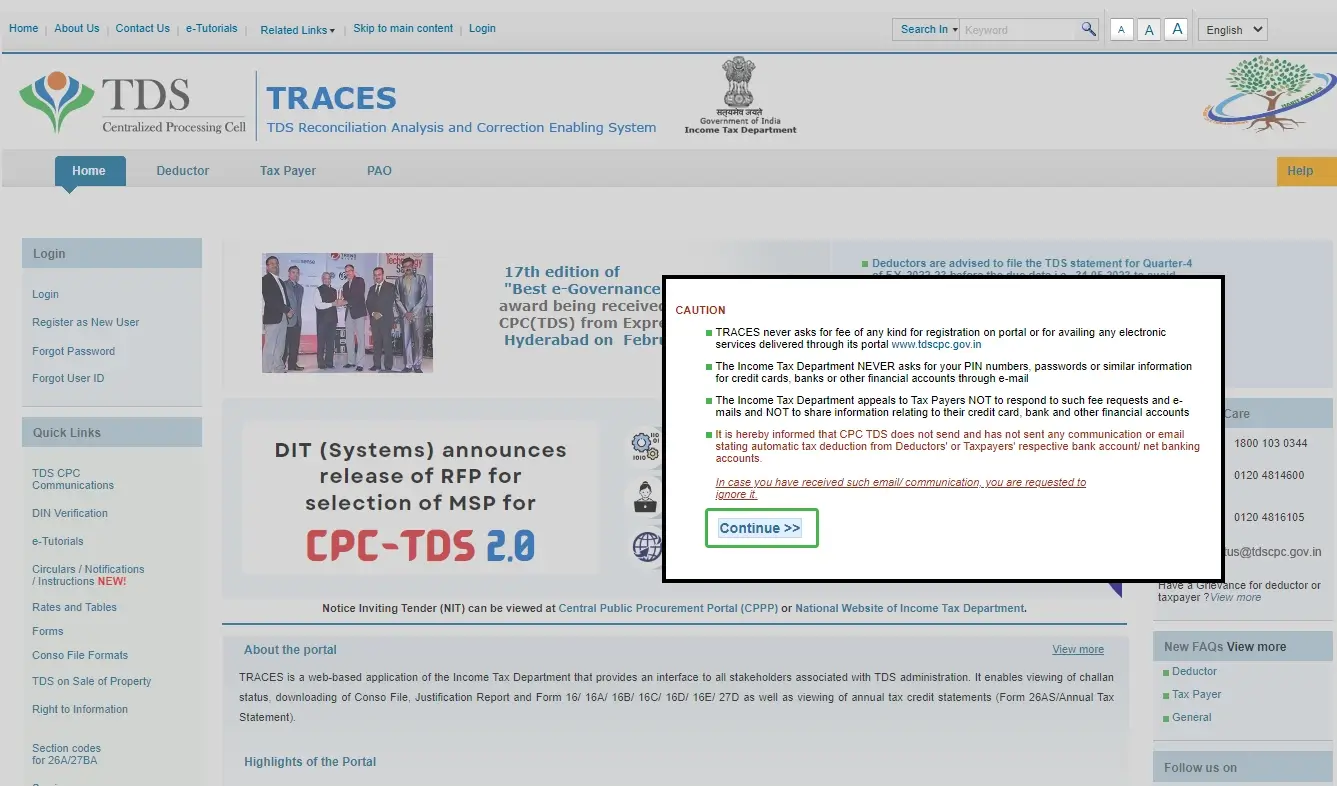 Home | About Us | Contact Us | e-Tutorials | Related Links | Skip to main content | Login
Search In
Keyword
A A A
English
TDS
Centralized Processing Cell
TRACES
TDS Reconciliation Analysis and Correction Enabling System
सत्यमेव जयते
Government of India
Income Tax Department
Home
Deductor
Tax Payer
PAO
Help
Login
Login
Register as New User
Forgot Password
Forgot User ID
Quick Links
TDS CPC
Communications
DIN Verification
e-Tutorials
Circulars / Notifications
/ Instructions NEW!
Rates and Tables
Forms
Conso File Formats
TDS on Sale of Property
Right to Information
Section codes
for 26A/27BA
17th edition of
"Best e-Governance
award being received
CPC(TDS) from Expre
Hyderabad on Febru
Deductors are advised to file the TDS statement for Quarter-4
CAUTION
TRACES never asks for fee of any kind for registration on portal or for availing any electronic
services delivered through its portal www.tdscpc.gov.in
The Income Tax Department NEVER asks for your PIN numbers, passwords or similar information
for credit cards, banks or other financial accounts through e-mail
The Income Tax Department appeals to Tax Payers NOT to respond to such fee requests and e-
mails and NOT to share information relating to their credit card, bank and other financial accounts
It is hereby informed that CPC TDS does not send and has not sent any communication or email
stating automatic tax deduction from Deductors' or Taxpayers' respective bank account/ net banking
accounts.
In case you have received such email/ communication, you are requested to
ignore it.
Continue >>
DIT (Systems) announces
release of RFP for
selection of MSP for
CPC-TDS 2.0
Notice Inviting Tender (NIT) can be viewed at Central Public Procurement Portal (CPPP) or National Website of Income Tax Department.
About the portal
View more
TRACES is a web-based application of the Income Tax Department that provides an interface to all stakeholders associated with TDS administration. It enables viewing of challan
status, downloading of Conso File, Justification Report and Form 16/ 16A/ 16B/ 16C/ 16D/ 16E/ 27D as well as viewing of annual tax credit statements (Form 26AS/Annual Tax
Statement).
Highlights of the Portal
Care
1800 103 0344
0120 4814600
0120 4816105
tus@tdscpc.gov.in
Have a Grievance for deductor or
taxpayer ?View more
New FAQs View more
Deductor
Tax Payer
General
Follow us on